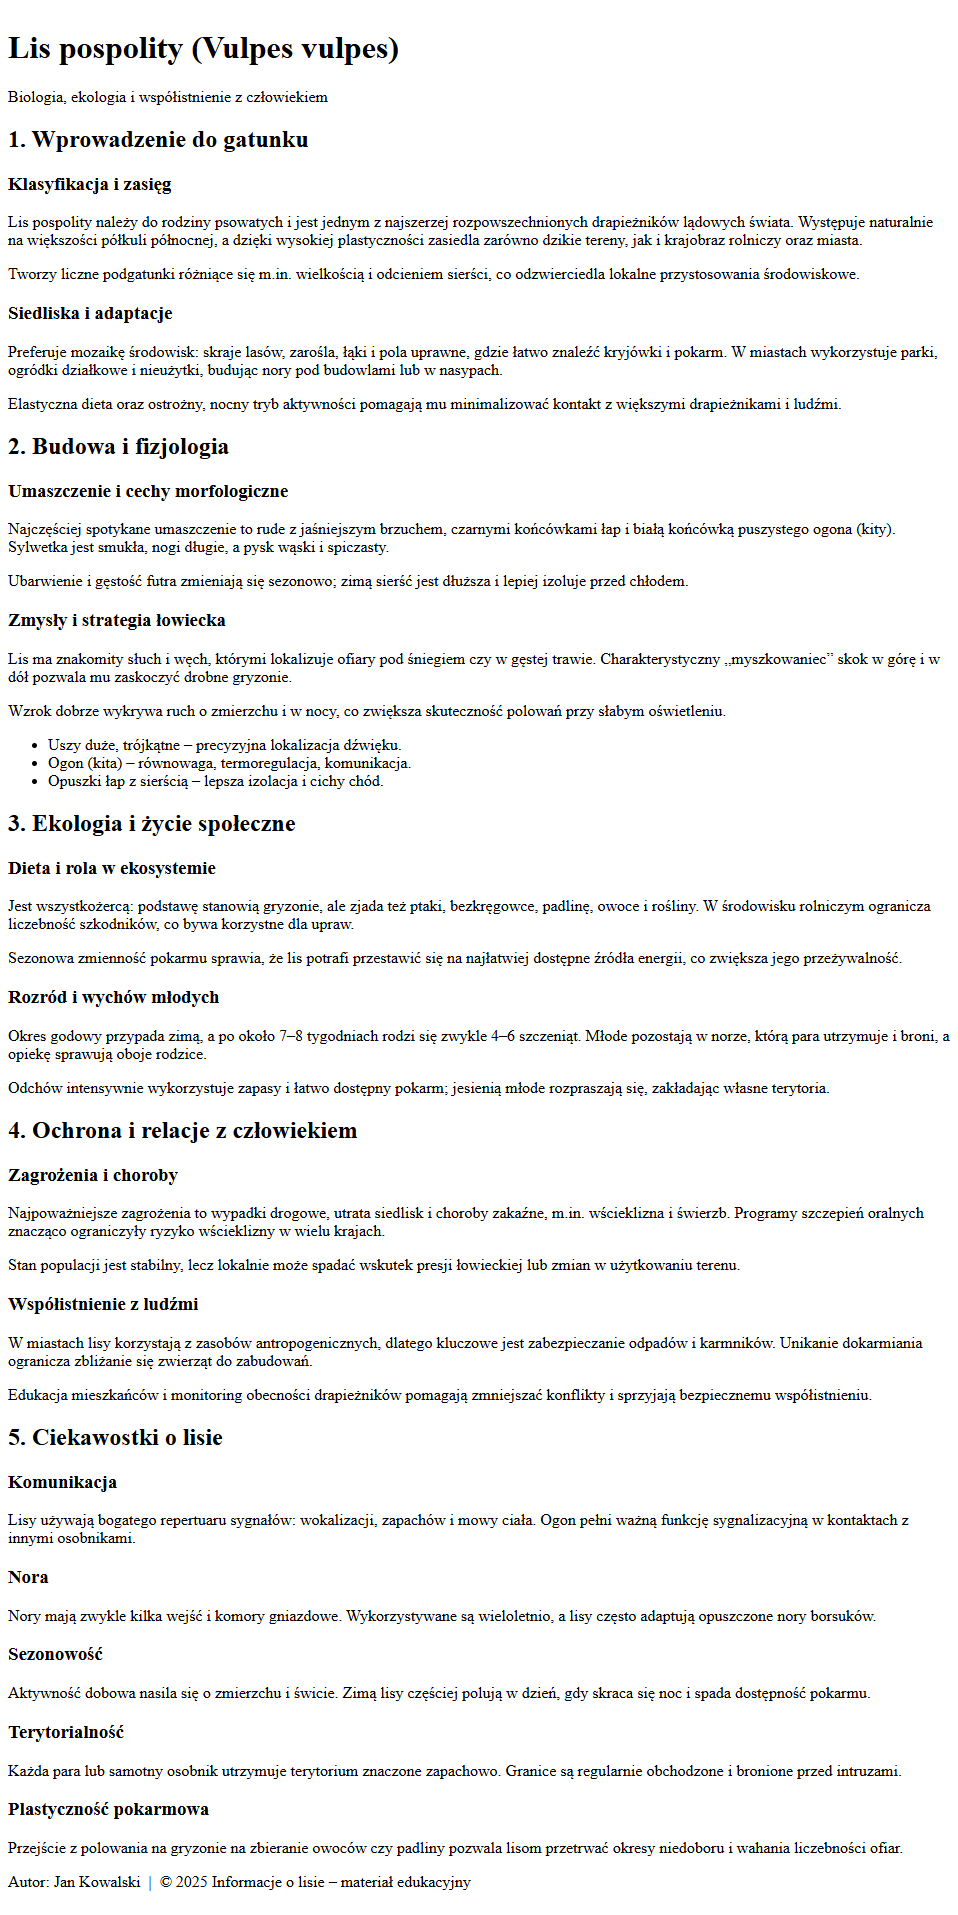 Lis pospolity (Vulpes vulpes)
Biologia, ekologia i współistnienie z człowiekiem
1. Wprowadzenie do gatunku
Klasyfikacja i zasięg
Lis pospolity należy do rodziny psowatych i jest jednym z najszerzej rozpowszechnionych drapieżników lądowych świata. Występuje naturalnie
na większości półkuli północnej, a dzięki wysokiej plastyczności zasiedla zarówno dzikie tereny, jak i krajobraz rolniczy oraz miasta.
Tworzy liczne podgatunki różniące się m.in. wielkością i odcieniem sierści, co odzwierciedla lokalne przystosowania środowiskowe.
Siedliska i adaptacje
Preferuje mozaikę środowisk: skraje lasów, zarośla, łąki i pola uprawne, gdzie łatwo znaleźć kryjówki i pokarm. W miastach wykorzystuje parki,
ogródki działkowe i nieużytki, budując nory pod budowlami lub w nasypach.
Elastyczna dieta oraz ostrożny, nocny tryb aktywności pomagają mu minimalizować kontakt z większymi drapieżnikami i ludźmi.
2. Budowa i fizjologia
Umaszczenie i cechy morfologiczne
Najczęściej spotykane umaszczenie to rude z jaśniejszym brzuchem, czarnymi końcówkami łap i białą końcówką puszystego ogona (kity).
Sylwetka jest smukła, nogi długie, a pysk wąski i spiczasty.
Ubarwienie i gęstość futra zmieniają się sezonowo; zimą sierść jest dłuższa i lepiej izoluje przed chłodem.
Zmysły i strategia łowiecka
Lis ma znakomity słuch i węch, którymi lokalizuje ofiary pod śniegiem czy w gęstej trawie. Charakterystyczny „myszkowaniec” skok w górę i w
dół pozwala mu zaskoczyć drobne gryzonie.
Wzrok dobrze wykrywa ruch o zmierzchu i w nocy, co zwiększa skuteczność polowań przy słabym oświetleniu.
• Uszy duże, trójkątne – precyzyjna lokalizacja dźwięku.
• Ogon (kita) – równowaga, termoregulacja, komunikacja.
• Opuszki łap z sierścią – lepsza izolacja i cichy chód.
3. Ekologia i życie społeczne
Dieta i rola w ekosystemie
Jest wszystkożercą: podstawę stanowią gryzonie, ale zjada też ptaki, bezkręgowce, padlinę, owoce i rośliny. W środowisku rolniczym ogranicza
liczebność szkodników, co bywa korzystne dla upraw.
Sezonowa zmienność pokarmu sprawia, że lis potrafi przestawić się na najłatwiej dostępne źródła energii, co zwiększa jego przeżywalność.
Rozród i wychów młodych
Okres godowy przypada zimą, a po około 7–8 tygodniach rodzi się zwykle 4–6 szczeniąt. Młode pozostają w norze, którą para utrzymuje i broni, a
opiekę sprawują oboje rodzice.
Odchów intensywnie wykorzystuje zapasy i łatwo dostępny pokarm; jesienią młode rozpraszają się, zakładając własne terytoria.
4. Ochrona i relacje z człowiekiem
Zagrożenia i choroby
Najpoważniejsze zagrożenia to wypadki drogowe, utrata siedlisk i choroby zakaźne, m.in. wścieklizna i świerzb. Programy szczepień oralnych
znacząco ograniczyły ryzyko wścieklizny w wielu krajach.
Stan populacji jest stabilny, lecz lokalnie może spadać wskutek presji łowieckiej lub zmian w użytkowaniu terenu.
Współistnienie z ludźmi
W miastach lisy korzystają z zasobów antropogenicznych, dlatego kluczowe jest zabezpieczanie odpadów i karmników. Unikanie dokarmiania
ogranicza zbliżanie się zwierząt do zabudowań.
Edukacja mieszkańców i monitoring obecności drapieżników pomagają zmniejszać konflikty i sprzyjają bezpiecznemu współistnieniu.
5. Ciekawostki o lisie
Komunikacja
Lisy używają bogatego repertuaru sygnałów: wokalizacji, zapachów i mowy ciała. Ogon pełni ważną funkcję sygnalizacyjną w kontaktach z
innymi osobnikami.
Nora
Nory mają zwykle kilka wejść i komory gniazdowe. Wykorzystywane są wieloletnio, a lisy często adaptują opuszczone nory borsuków.
Sezonowość
Aktywność dobowa nasila się o zmierzchu i świcie. Zimą lisy częściej polują w dzień, gdy skraca się noc i spada dostępność pokarmu.
Terytorialność
Każda para lub samotny osobnik utrzymuje terytorium znaczone zapachowo. Granice są regularnie obchodzone i bronione przed intruzami.
Plastyczność pokarmowa
Przejście z polowania na gryzonie na zbieranie owoców czy padliny pozwala lisom przetrwać okresy niedoboru i wahania liczebności ofiar.
Autor: Jan Kowalski | © 2025 Informacje o lisie – materiał edukacyjny